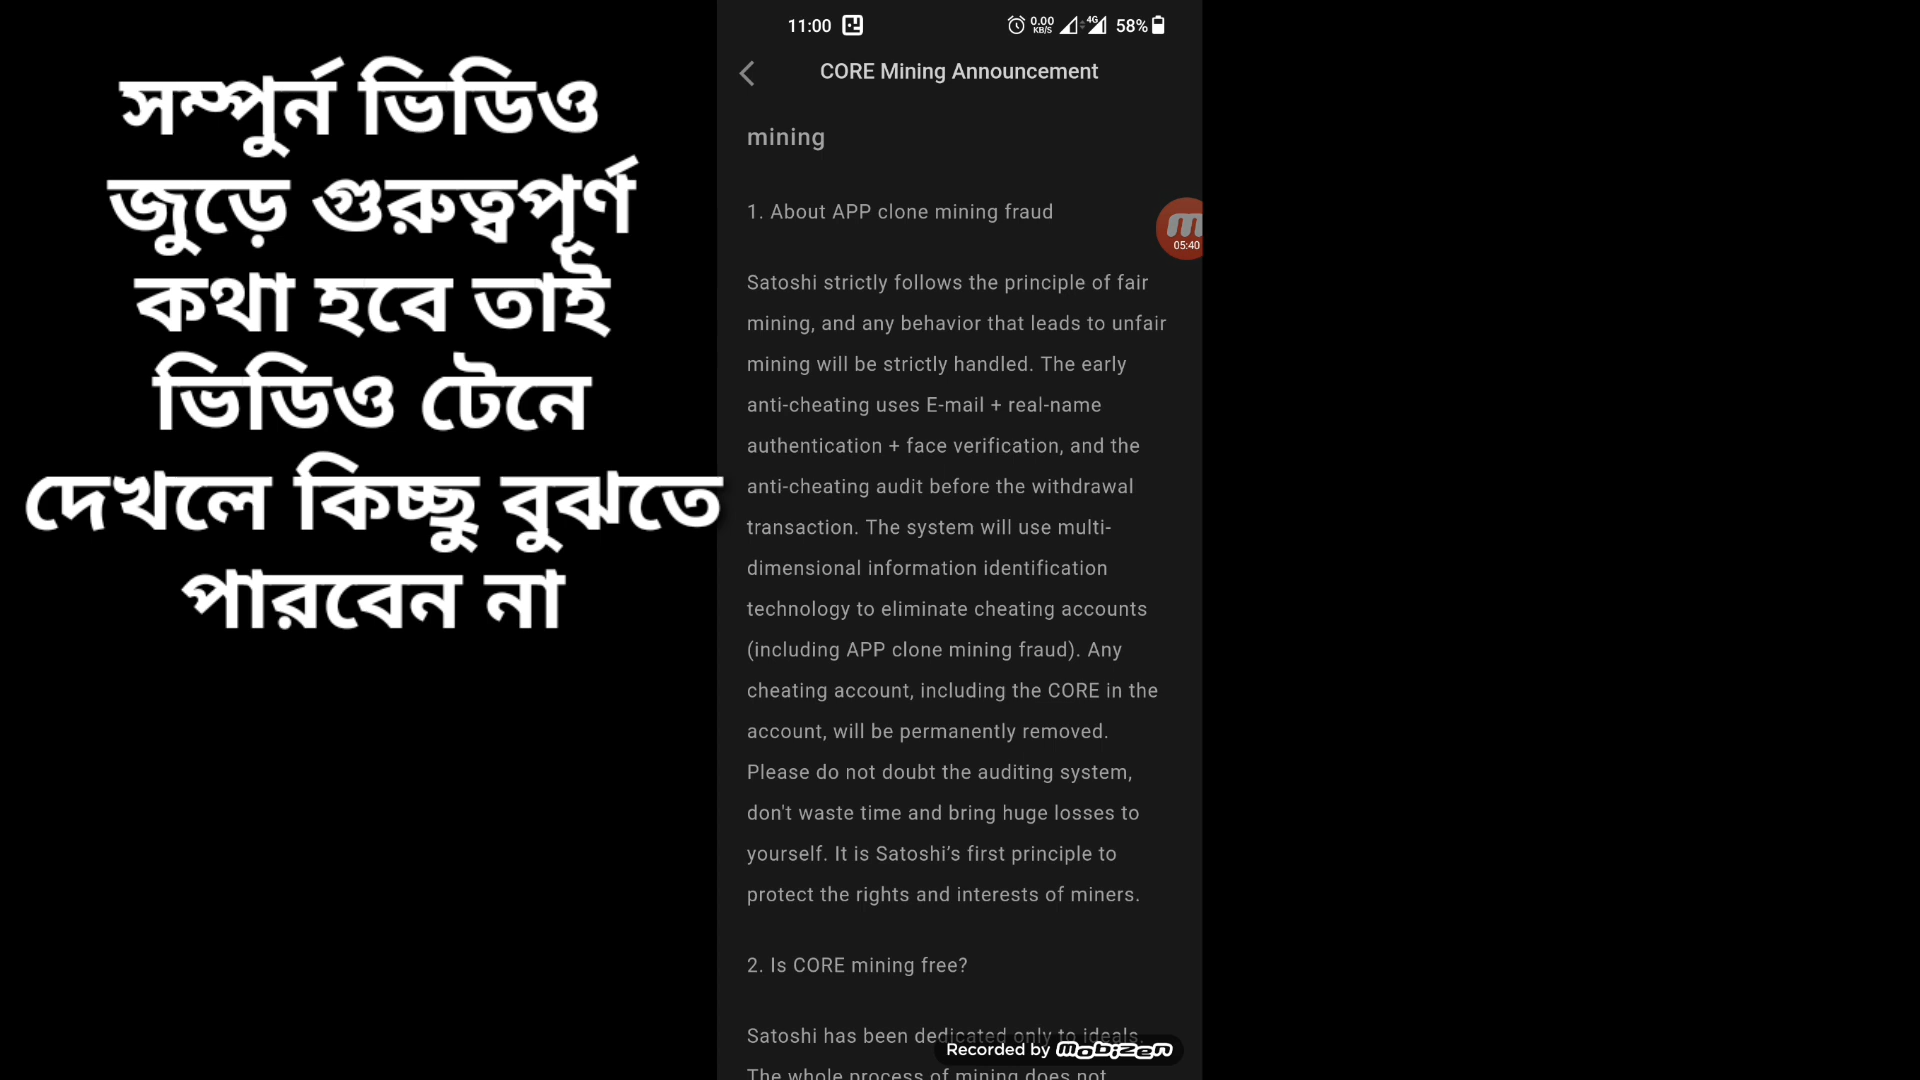 সম্পুর্ন ভিডিও
জুড়ে গুরুত্বপূর্ণ
কথা হবে তাই
ভিডিও টেনে
দেখলে কিচ্ছু বুঝতে
পারবেন না
11:00
0.00
KB/S
4G
58%
CORE Mining Announcement
mining
1. About APP clone mining fraud
05:40
Satoshi strictly follows the principle of fair
mining, and any behavior that leads to unfair
mining will be strictly handled. The early
anti-cheating uses E-mail + real-name
authentication + face verification, and the
anti-cheating audit before the withdrawal
transaction. The system will use multi-
dimensional information identification
technology to eliminate cheating accounts
(including APP clone mining fraud). Any
cheating account, including the CORE in the
account, will be permanently removed.
Please do not doubt the auditing system,
don't waste time and bring huge losses to
yourself. It is Satoshi’s first principle to
protect the rights and interests of miners.
2. Is CORE mining free?
Satoshi has been dedicated only to ideals.
Recorded by mobizen
The whole process of mining does not